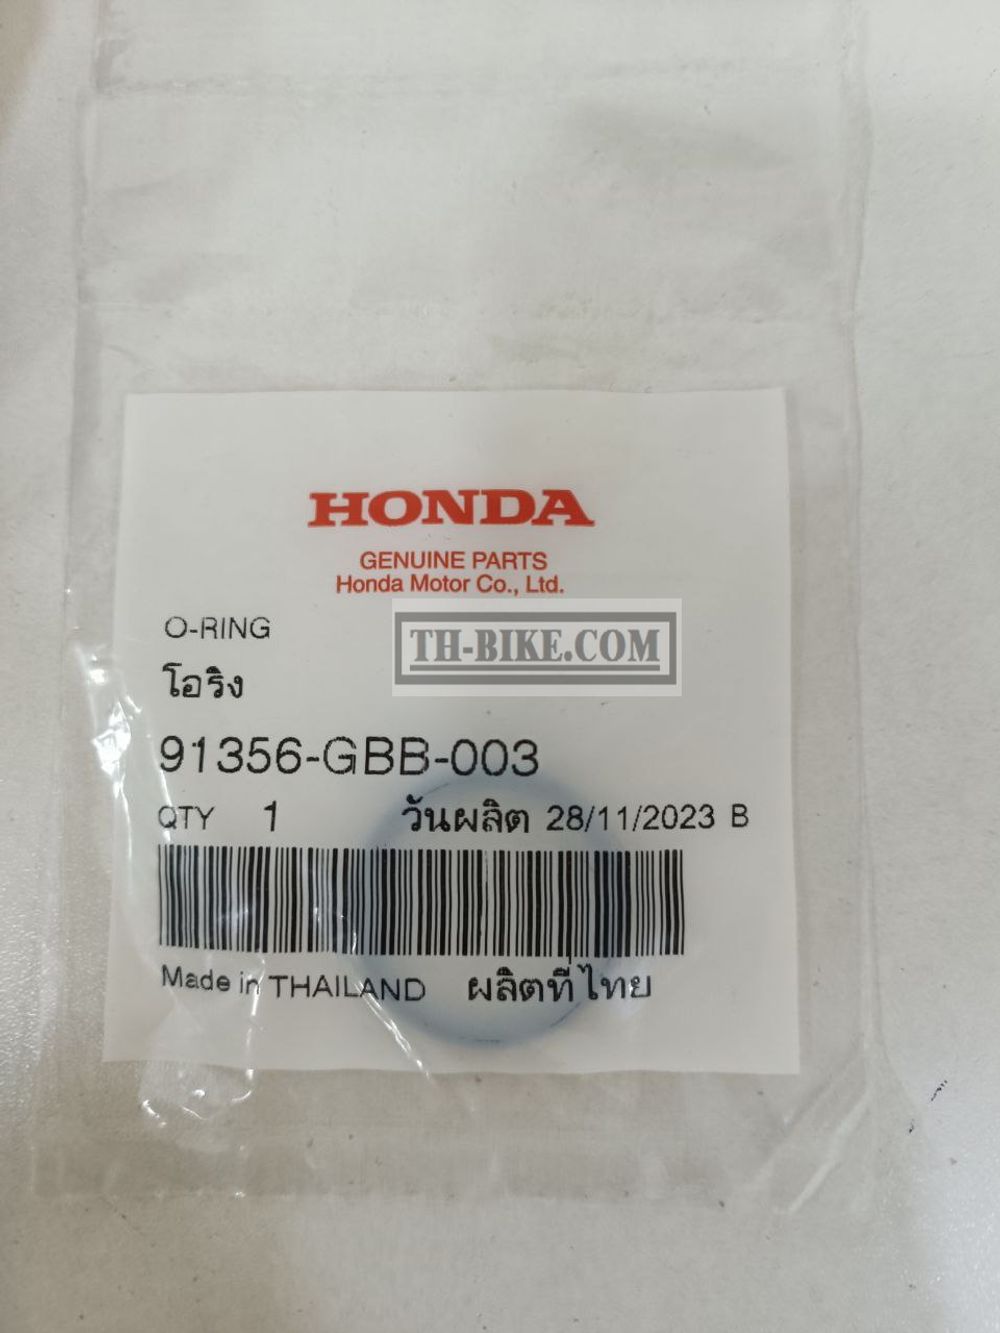 HONDA
GENUINE PARTS
Honda Motor Co., Ltd.
O-RING
TH-BIKE.COM
โอริง
91356-GBB-003
QTY 1 วันผลิต 28/11/2023 B
Made in THAILAND ผลิตที่ไทย